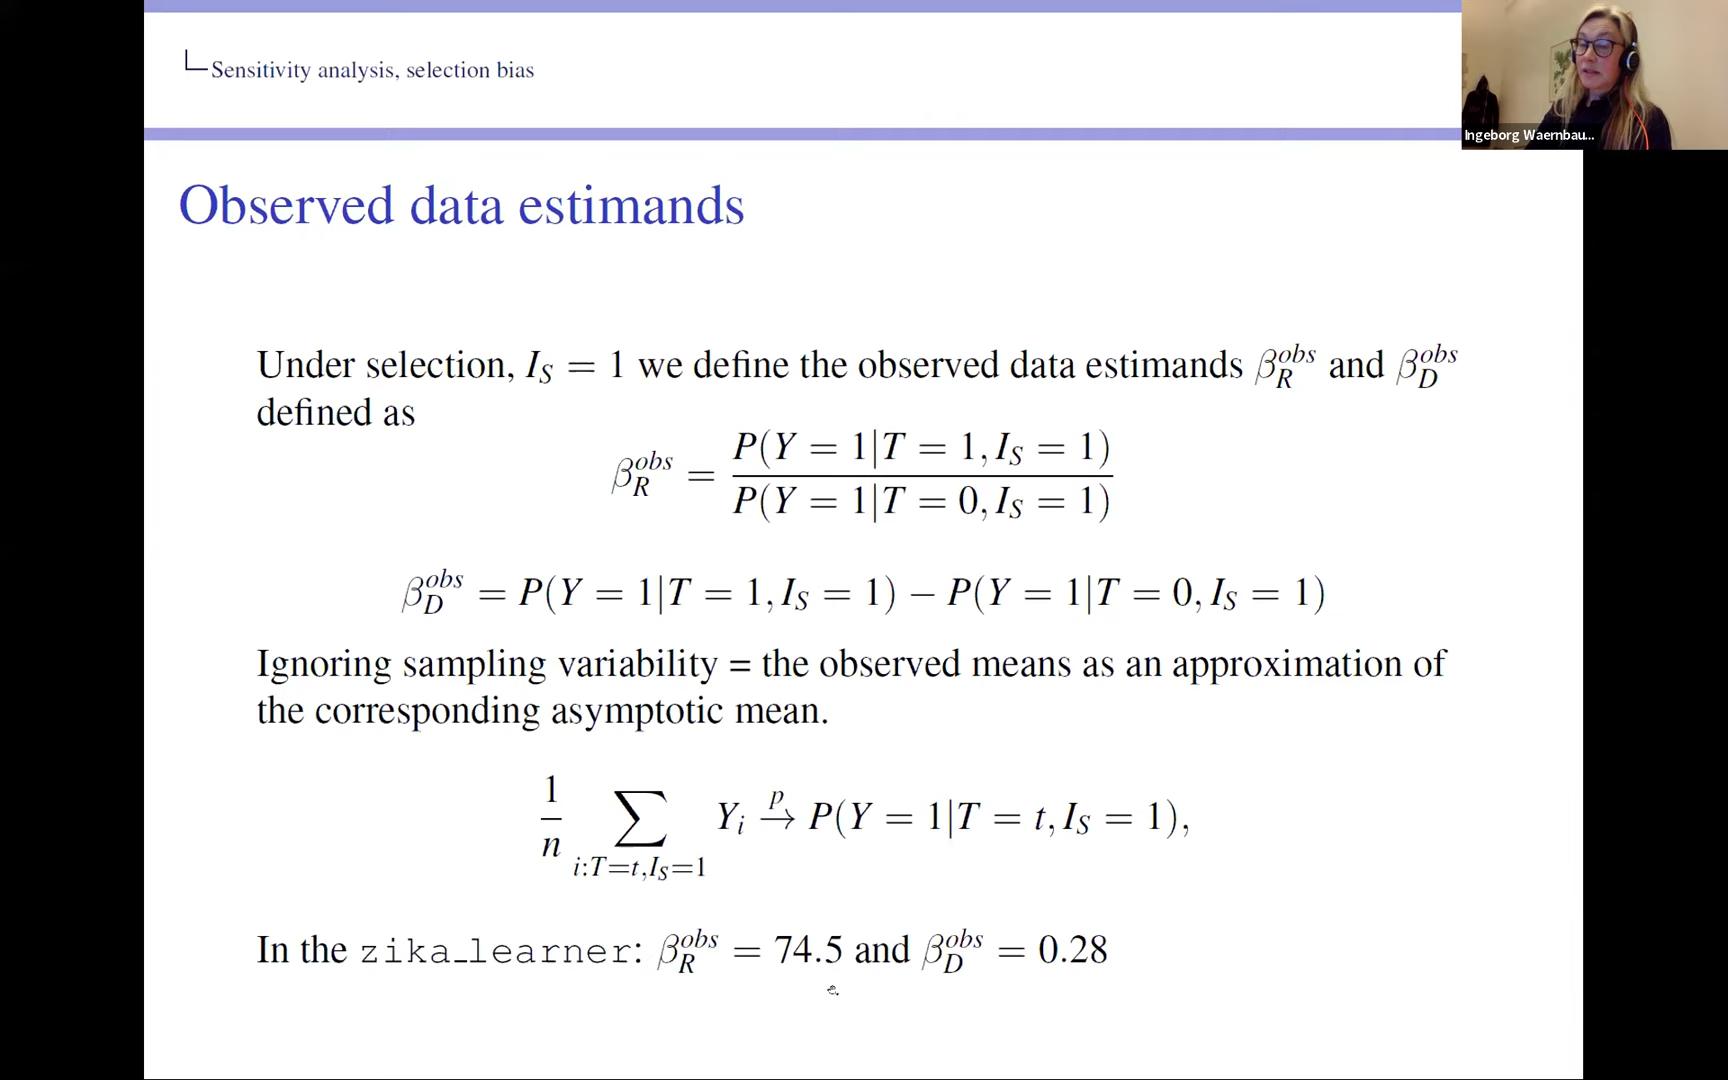 Sensitivity analysis, selection bias
Ingeborg Waernbau...
Observed data estimands
Under selection, I_S = 1 we define the observed data estimands β_R^{obs} and β_D^{obs}
defined as
β_R^{obs} = \frac{P(Y = 1|T = 1, I_S = 1)}{P(Y = 1|T = 0, I_S = 1)}
β_D^{obs} = P(Y = 1|T = 1, I_S = 1) − P(Y = 1|T = 0, I_S = 1)
Ignoring sampling variability = the observed means as an approximation of
the corresponding asymptotic mean.
\frac{1}{n} \sum_{i:T=t,I_S=1} Y_i \xrightarrow{p} P(Y = 1|T = t, I_S = 1),
In the zika_learner: β_R^{obs} = 74.5 and β_D^{obs} = 0.28